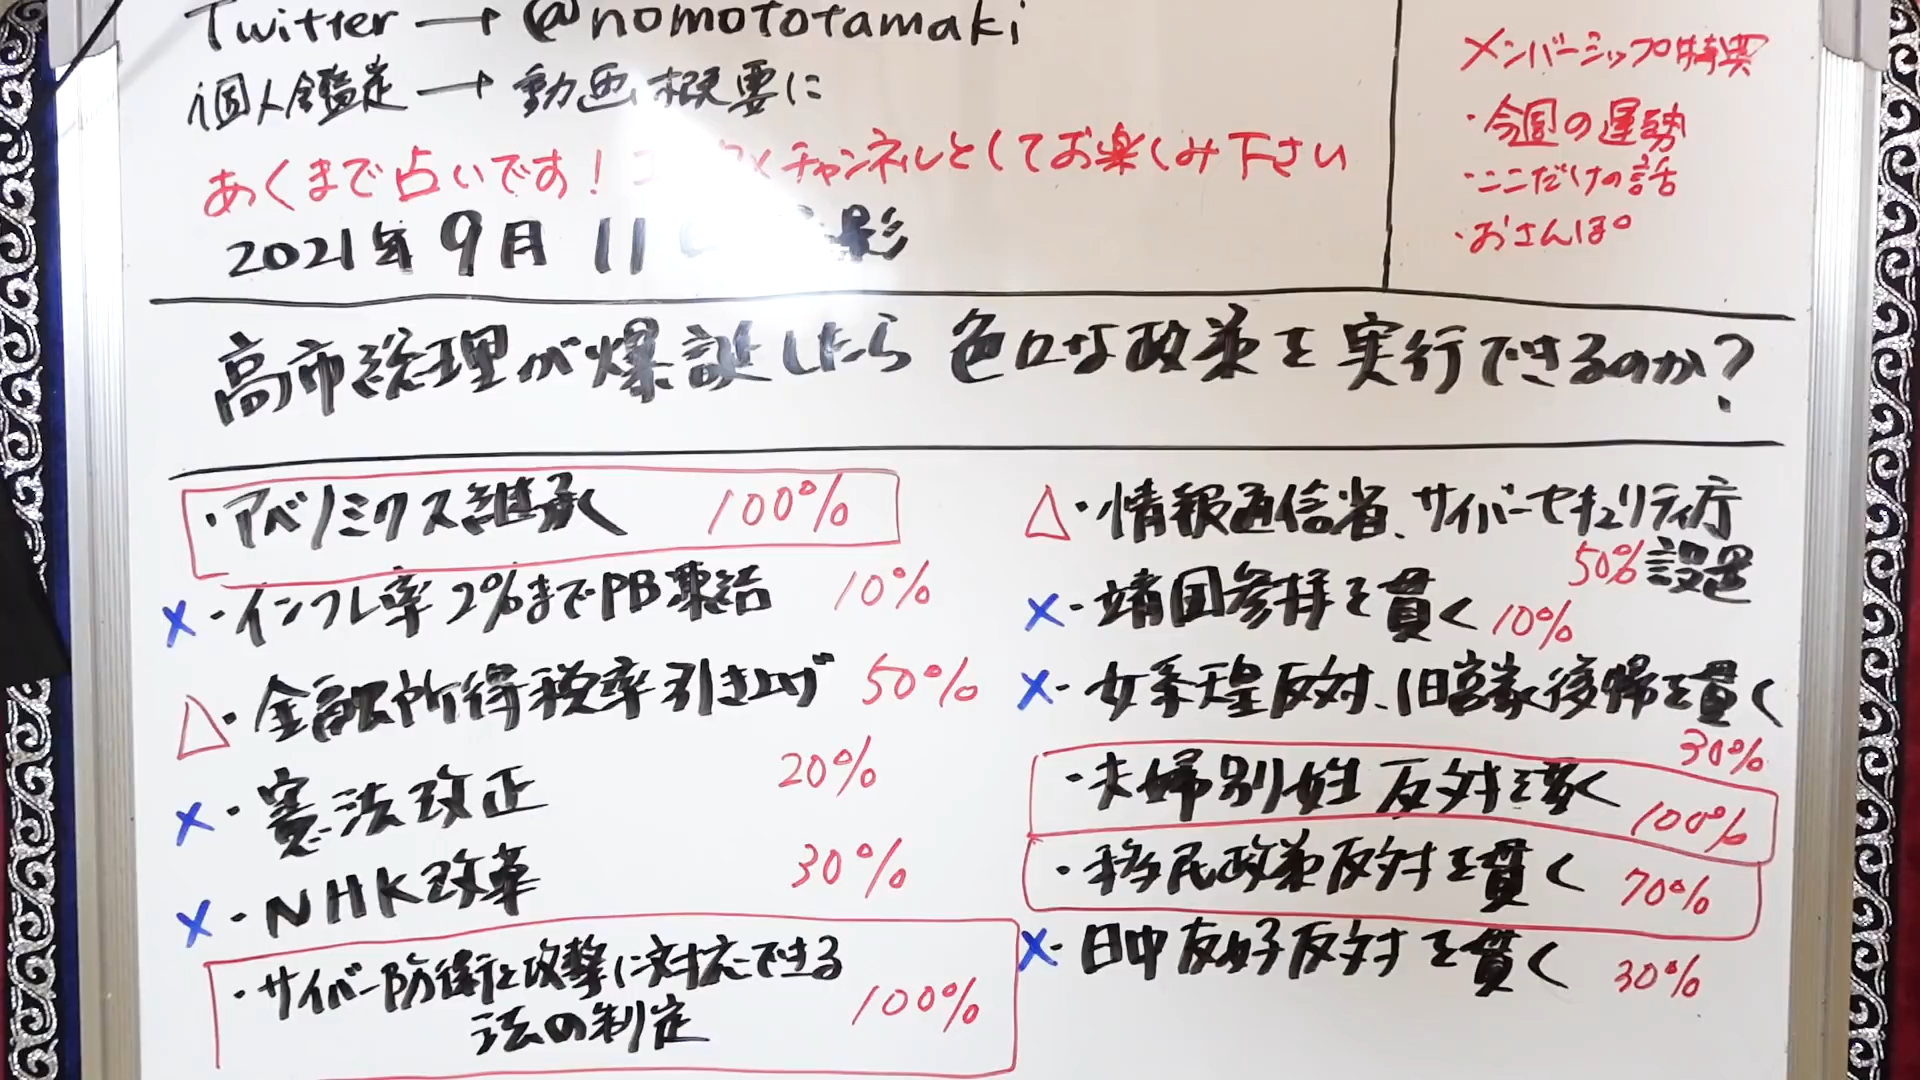 Twitter → @nomototamaki
個人鑑定 → 動画概要に
あくまで占いです! チャンネルとしてお楽しみ下さい
2021年 9月 11 影
メンバーシップ特典
・今週の運勢
・ここだけの話
・おさんぽ
高市総理が爆誕したら 色んな政策を実行できるのか?
・アベノミクス継承 100%
×・インフレ率2%までPB凍結 10%
△・金融所得税率引き上げ 50%
×・憲法改正 20%
×・NHK改革 30%
・サイバー防衛と攻撃に対応できる
法の制定 100%
△・情報通信省、サイバーセキュリティ庁
50% 設置
×・靖国参拝を貫く 10%
×・女系天皇反対、旧宮家復帰を貫く
30%
・夫婦別姓 反対を貫く 100%
・移民政策反対を貫く 70%
×・日中友好反対を貫く 30%